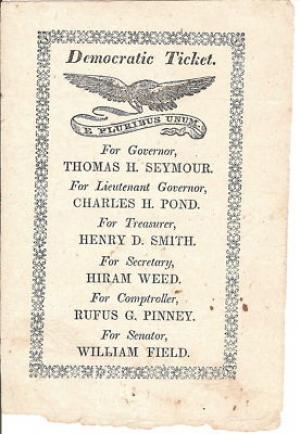 Democratic Ticket.
E PLURIBUS UNUM.
For Governor,
THOMAS H. SEYMOUR.
For Lieutenant Governor,
CHARLES H. POND.
For Treasurer,
HENRY D. SMITH.
For Secretary,
HIRAM WEED.
For Comptroller,
RUFUS G. PINNEY.
For Senator,
WILLIAM FIELD.